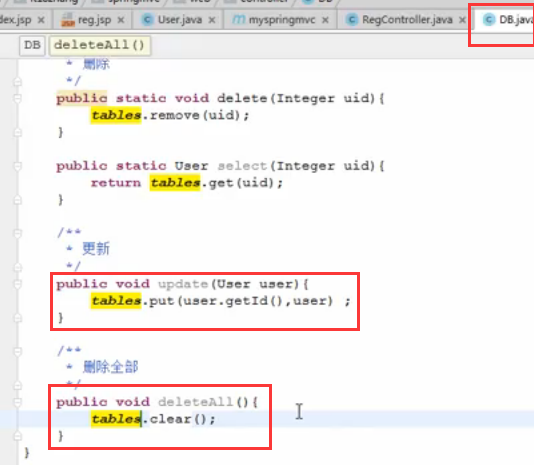 dex.jsp × reg.jsp × User.java × myspringmvc × RegController.java × DB.java
DB deleteAll()
* 删除
*/
public static void delete(Integer uid){
tables.remove(uid);
}
public static User select(Integer uid){
return tables.get(uid);
}
/**
* 更新
*/
public void update(User user){
tables.put(user.getId(),user) ;
}
/**
* 删除全部
*/
public void deleteAll(){
tables.clear();
}
}